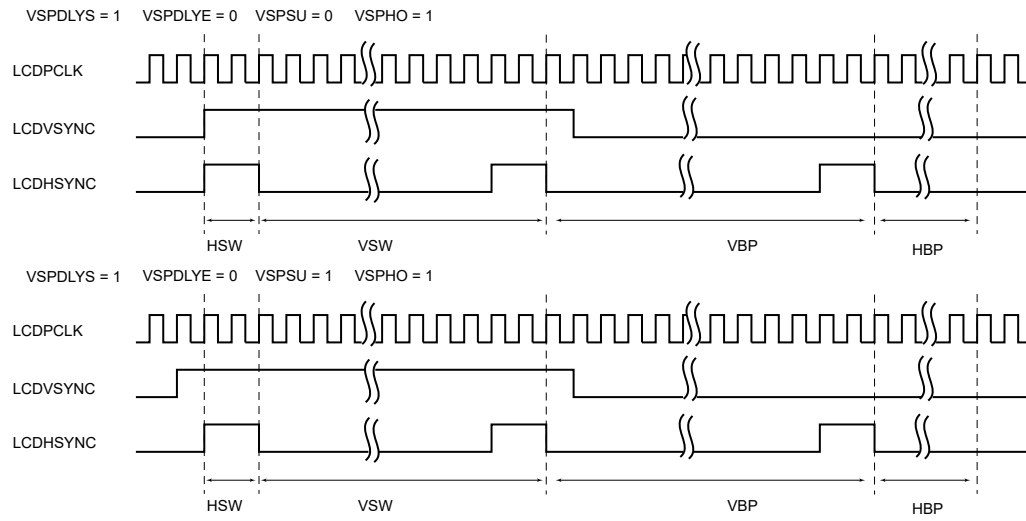 VSPDLYS = 1 VSPDLYE = 0 VSPSU = 0 VSPHO = 1
LCDPCLK
LCDVSYNC
LCDHSYNC
HSW VSW VBP HBP
VSPDLYS = 1 VSPDLYE = 0 VSPSU = 1 VSPHO = 1
LCDPCLK
LCDVSYNC
LCDHSYNC
HSW VSW VBP HBP